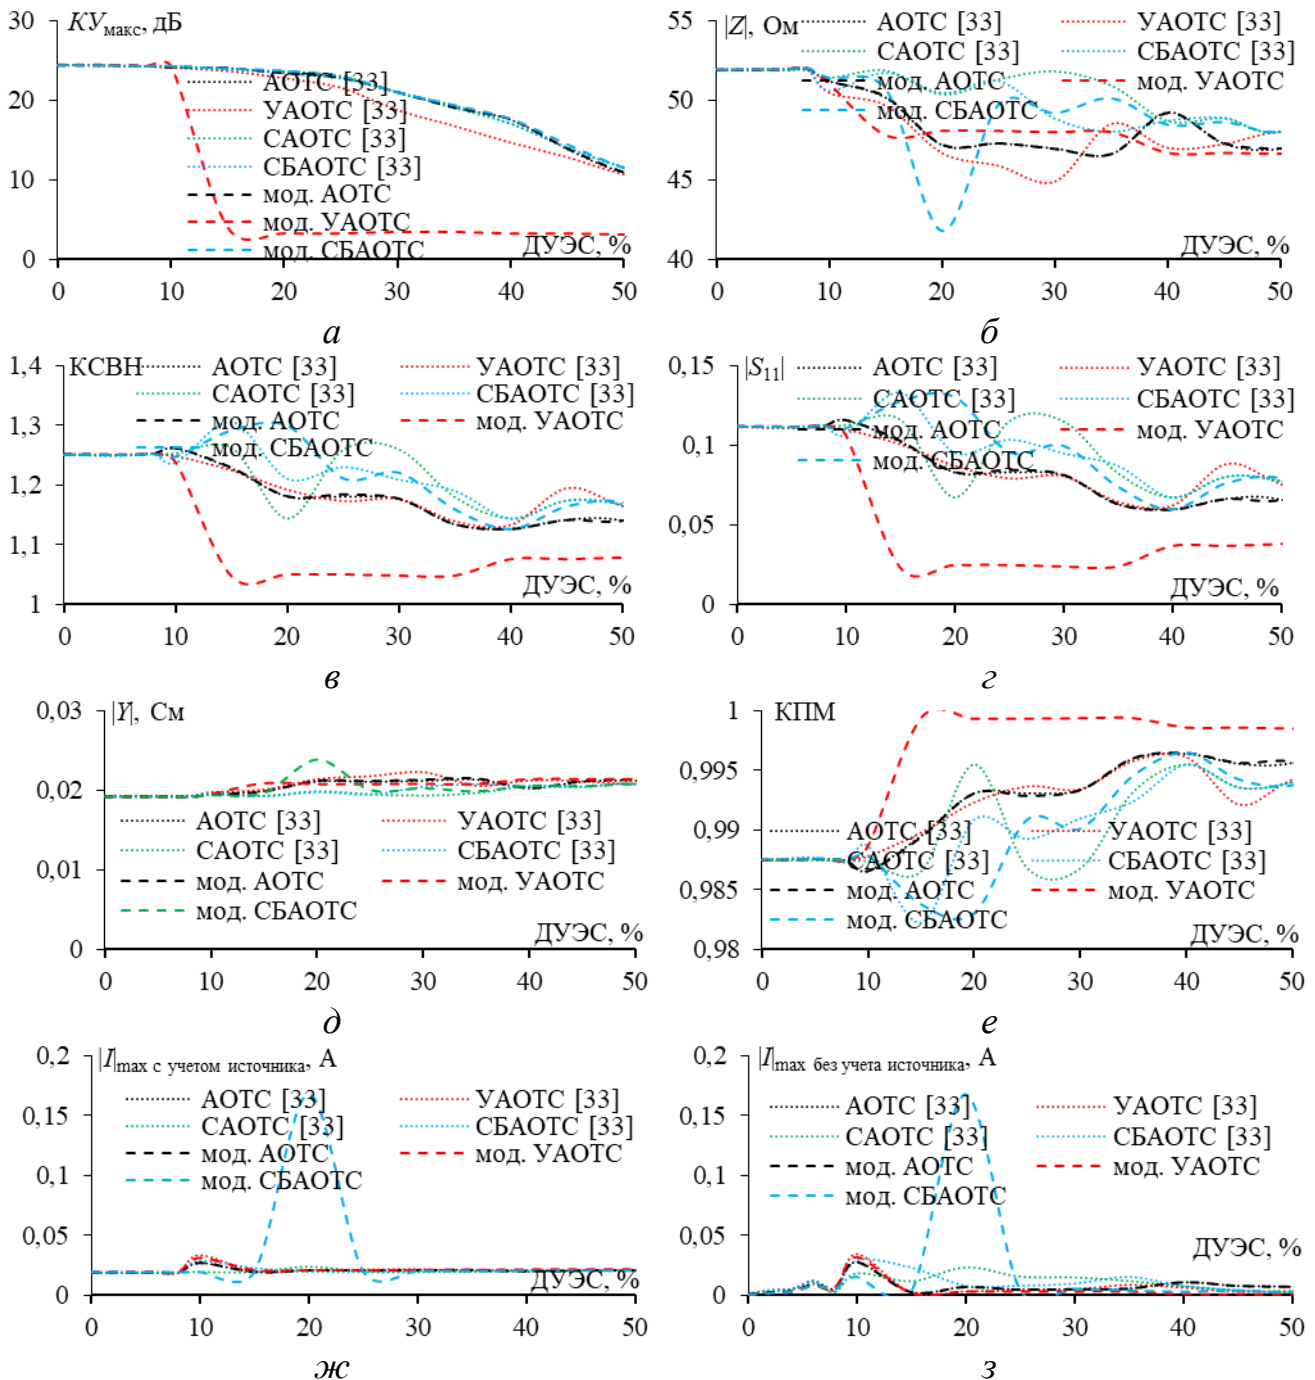 КУмакс, дБ
30
20
10
0
АОТС [33]
УАОТС [33]
САОТС [33]
СБАОТС [33]
мод. АОТС
мод. УАОТС
мод. СБАОТС
ДУЭС, %
0 10 20 30 40 50
а
|Z|, Ом
55
50
45
40
АОТС [33] УАОТС [33]
САОТС [33] СБАОТС [33]
мод. АОТС мод. УАОТС
мод. СБАОТС
ДУЭС, %
0 10 20 30 40 50
б
КСВН
1,4
1,3
1,2
1,1
1
АОТС [33] УАОТС [33]
САОТС [33] СБАОТС [33]
мод. АОТС мод. УАОТС
мод. СБАОТС
ДУЭС, %
0 10 20 30 40 50
в
|S11|
0,15
0,1
0,05
0
АОТС [33] УАОТС [33]
САОТС [33] СБАОТС [33]
мод. АОТС мод. УАОТС
мод. СБАОТС
ДУЭС, %
0 10 20 30 40 50
г
|Y|, См
0,03
0,02
0,01
0
АОТС [33] УАОТС [33]
САОТС [33] СБАОТС [33]
мод. АОТС мод. УАОТС
мод. СБАОТС
ДУЭС, %
0 10 20 30 40 50
д
КПМ
1
0,995
0,99
0,985
0,98
АОТС [33] УАОТС [33]
САОТС [33] СБАОТС [33]
мод. АОТС мод. УАОТС
мод. СБАОТС
ДУЭС, %
0 10 20 30 40 50
е
|I|max с учетом источника, А
0,2
0,15
0,1
0,05
0
АОТС [33] УАОТС [33]
САОТС [33] СБАОТС [33]
мод. АОТС мод. УАОТС
мод. СБАОТС
ДУЭС, %
0 10 20 30 40 50
ж
|I|max без учета источника, А
0,2
0,15
0,1
0,05
0
АОТС [33] УАОТС [33]
САОТС [33] СБАОТС [33]
мод. АОТС мод. УАОТС
мод. СБАОТС
ДУЭС, %
0 10 20 30 40 50
з